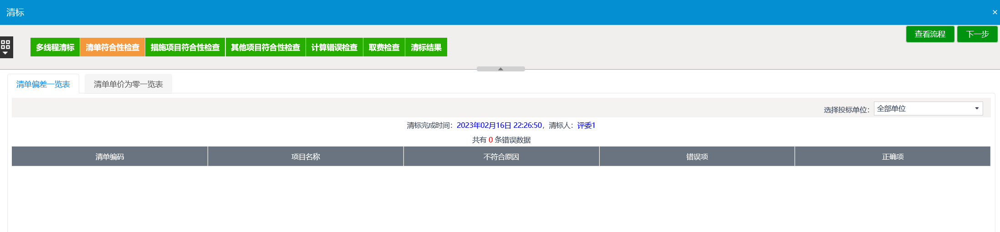 清标 ×
查看流程 下一步
多线程清标 清单符合性检查 措施项目符合性检查 其他项目符合性检查 计算错误检查 取费检查 清标结果
清单偏差一览表 清单单价为零一览表
选择投标单位： 全部单位
清标完成时间：2023年02月16日 22:26:50，清标人：评委1
共有 0 条错误数据
清单编码 项目名称 不符合原因 错误项 正确项